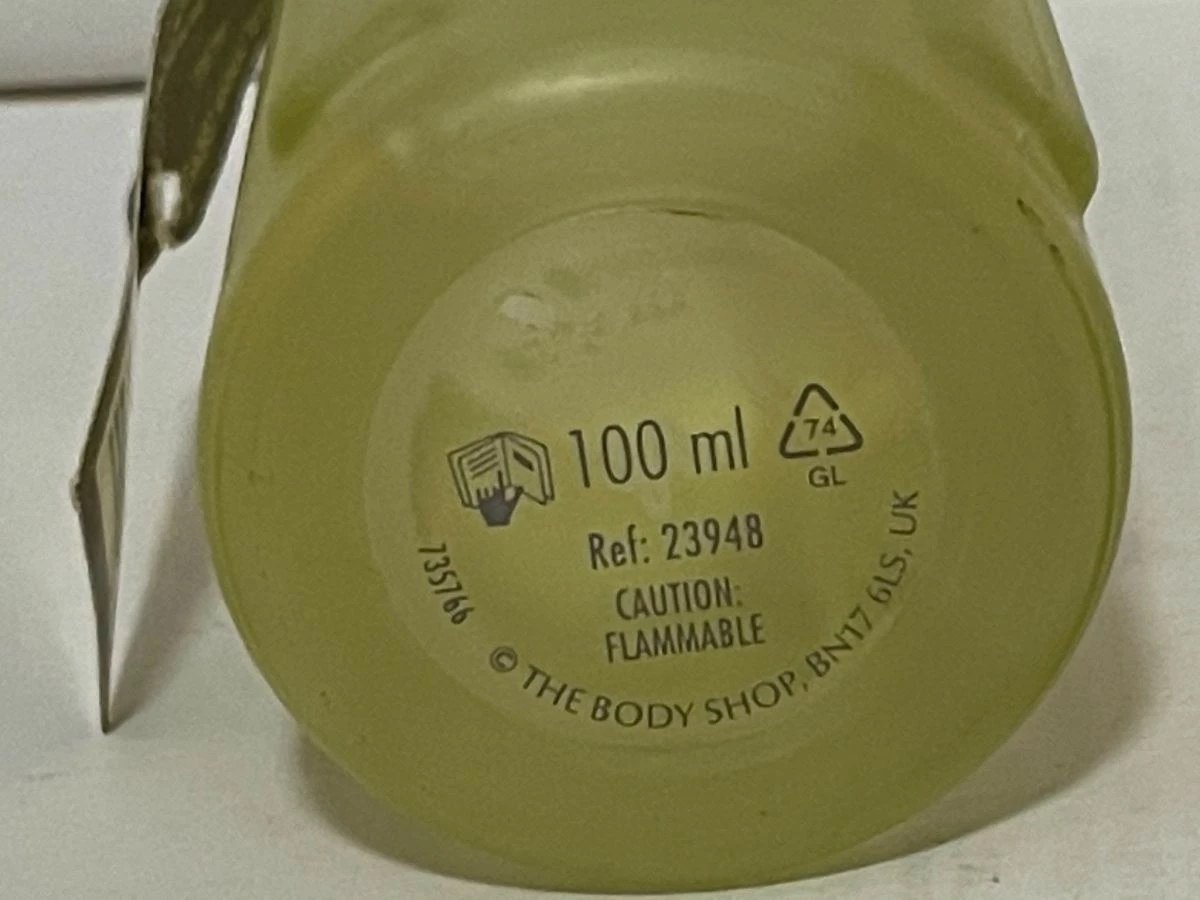 100 ml
74
GL
Ref: 23948
CAUTION:
FLAMMABLE
735766
© THE BODY SHOP, BN17 6LS, UK